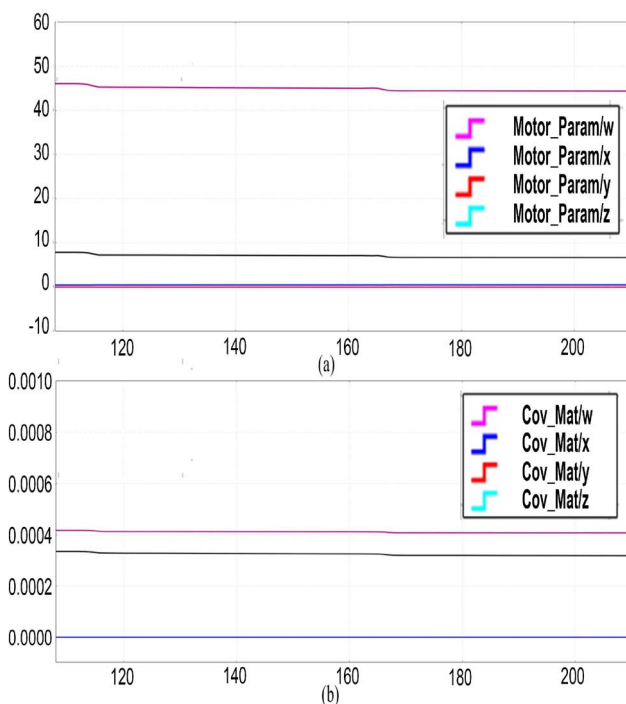 60
50
40
30
20
10
0
-10
Motor_Param/w
Motor_Param/x
Motor_Param/y
Motor_Param/z
120 140 160 180 200
(a)
0.0010
0.0008
0.0006
0.0004
0.0002
0.0000
Cov_Mat/w
Cov_Mat/x
Cov_Mat/y
Cov_Mat/z
120 140 160 180 200
(b)